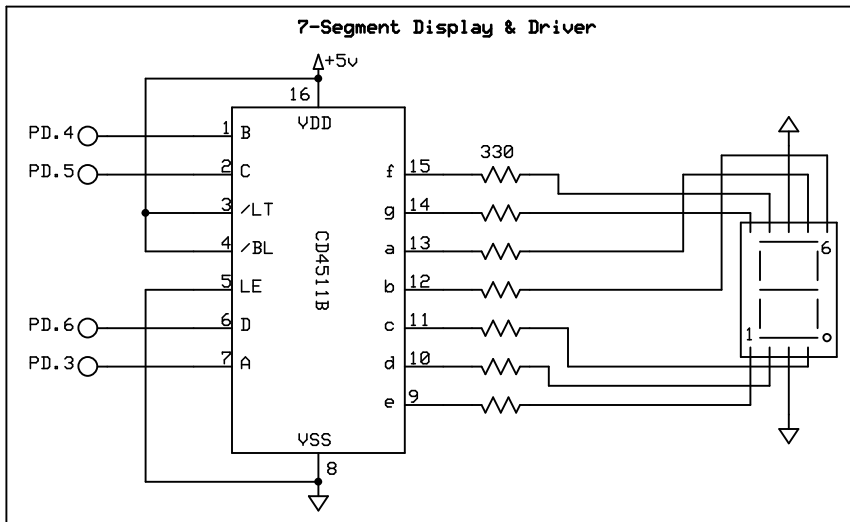 7-Segment Display & Driver
+5v
16
VDD
PD.4 1 B
PD.5 2 C
3 /LT
4 /BL
5 LE
PD.6 6 D
PD.3 7 A
CD4511B
f 15 330
g 14
a 13
b 12
c 11
d 10
e 9
VSS
8
6
1